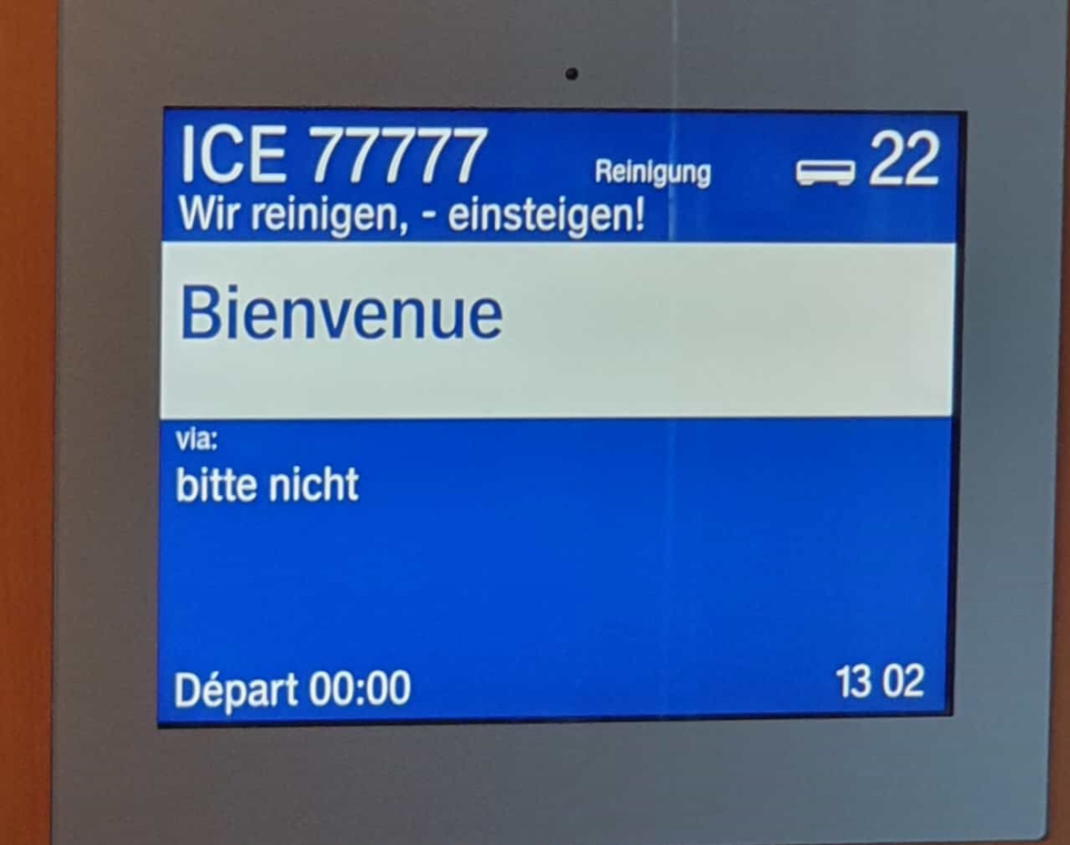 ICE 77777 Reinigung 22
Wir reinigen, - einsteigen!
Bienvenue
via:
bitte nicht
Départ 00:00 13 02